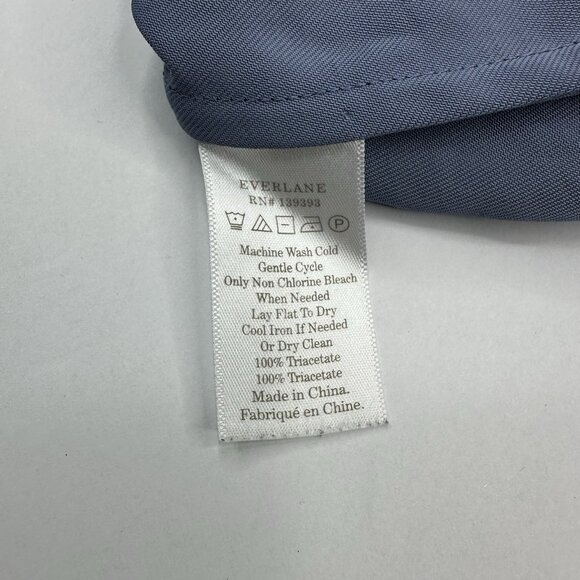 EVERLANE
RN# 139393
P
Machine Wash Cold
Gentle Cycle
Only Non Chlorine Bleach
When Needed
Lay Flat To Dry
Cool Iron If Needed
Or Dry Clean
100% Triacetate
100% Triacetate
Made in China.
Fabriqué en Chine.